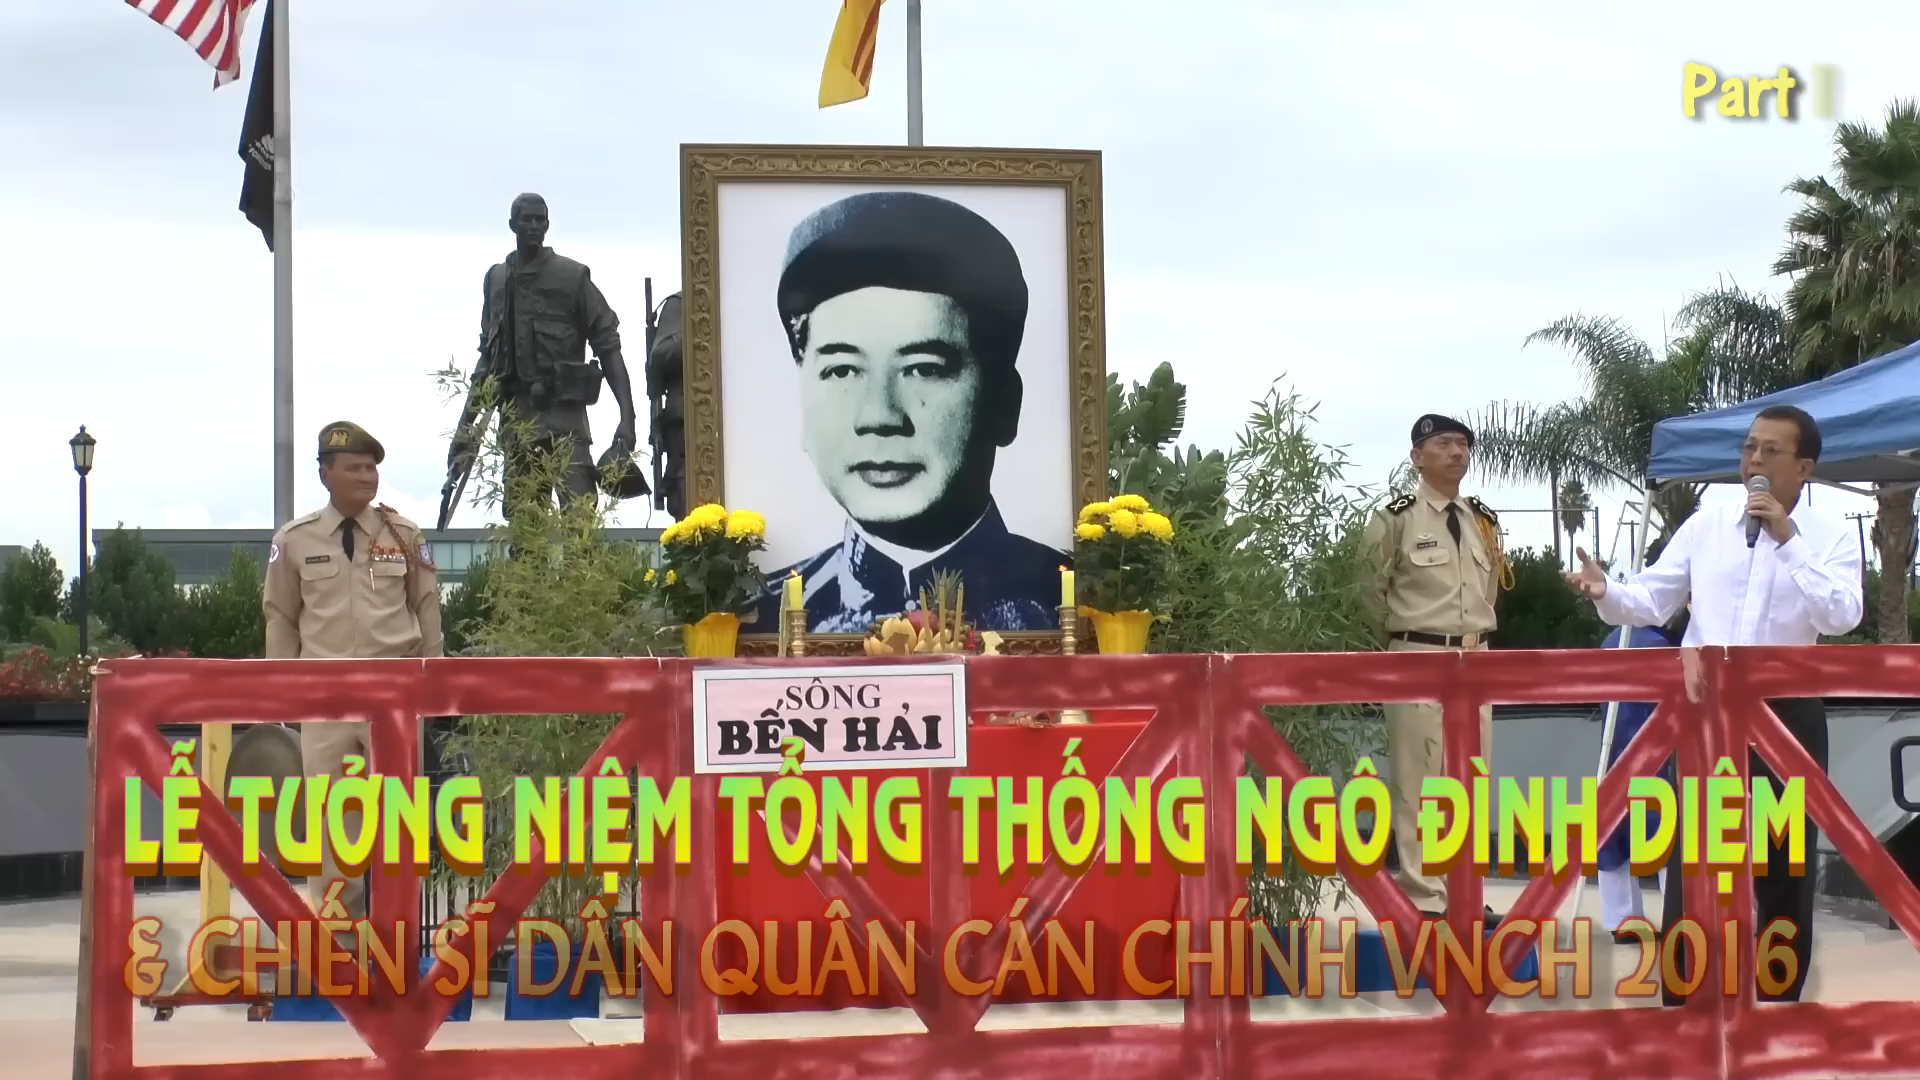 Part
SÔNG
BẾN HẢI
LỄ TƯỞNG NIỆM TỔNG THỐNG NGÔ ĐÌNH DIỆM
& CHIẾN SĨ DÂN QUÂN CÁN CHÍNH VNCH 2016